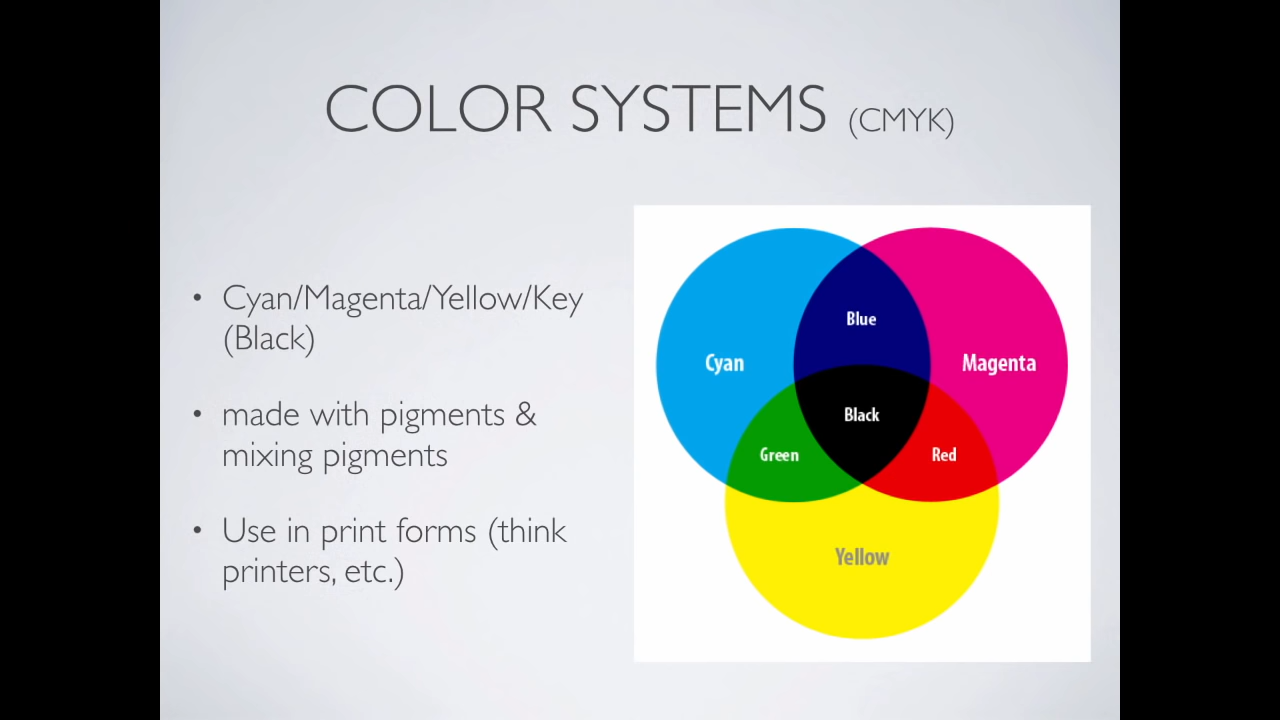 COLOR SYSTEMS (CMYK)
• Cyan/Magenta/Yellow/Key
(Black)
• made with pigments &
mixing pigments
• Use in print forms (think
printers, etc.)
Blue
Cyan
Magenta
Black
Green
Red
Yellow